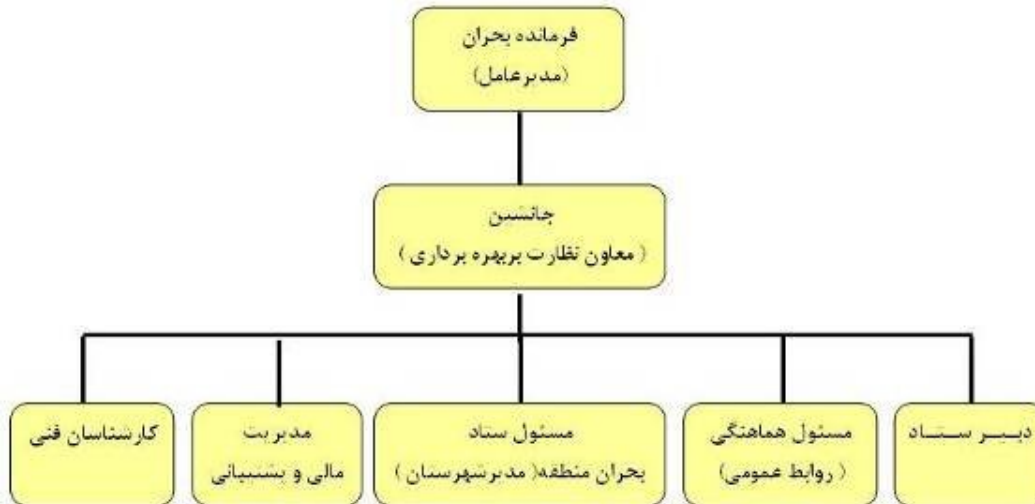 فرمانده بحران
(مدیرعامل)
جانشین
( معاون نظارت بربهره برداری )
دبیر ستاد
مسئول هماهنگی
( روابط عمومی)
مسئول ستاد
بحران منطقه( مدیرشهرستان )
مدیریت
مالی و پشتیبانی
کارشناسان فنی